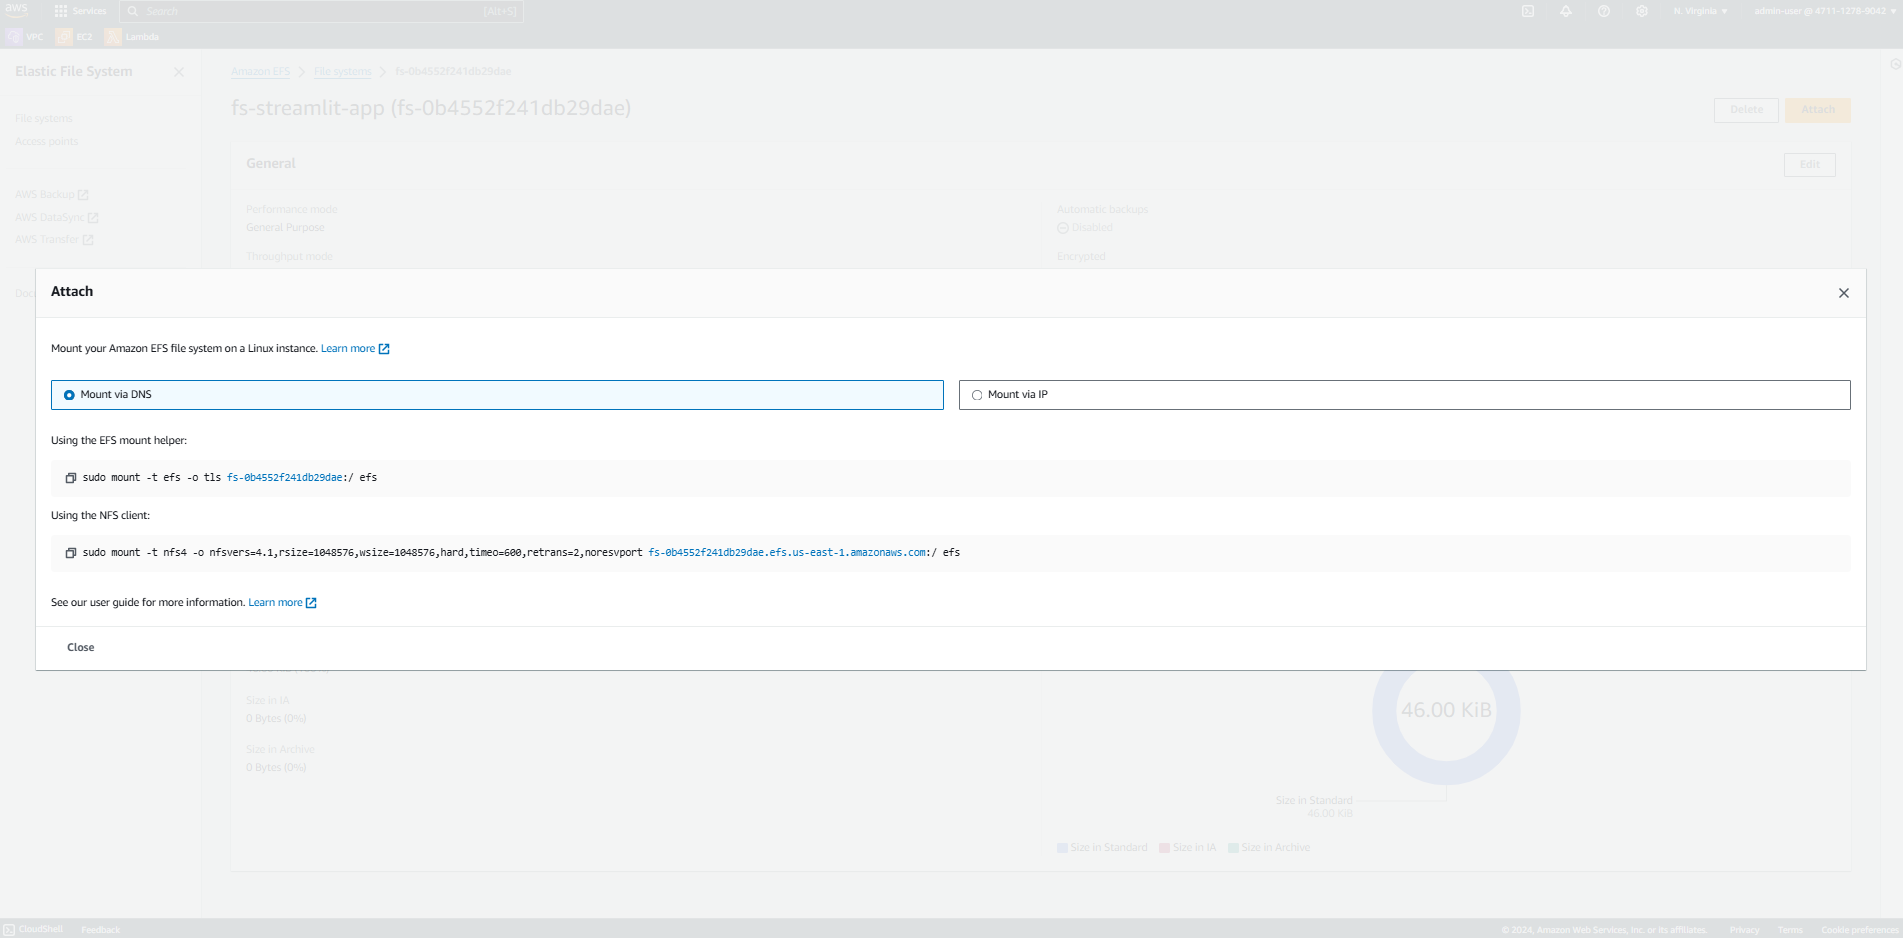 aws
Services
Search
[Alt+S]
N. Virginia
admin-user @ 4711-1278-9042
VPC
EC2
Lambda
Elastic File System
File systems
Access points
AWS Backup
AWS DataSync
AWS Transfer
Amazon EFS
File systems
fs-0b4552f241db29dae
fs-streamlit-app (fs-0b4552f241db29dae)
Delete
Attach
General
Edit
Performance mode
General Purpose
Automatic backups
Disabled
Throughput mode
Encrypted
Attach
Mount your Amazon EFS file system on a Linux instance. Learn more
Mount via DNS
Mount via IP
Using the EFS mount helper:
sudo mount -t efs -o tls fs-0b4552f241db29dae:/ efs
Using the NFS client:
sudo mount -t nfs4 -o nfsvers=4.1,rsize=1048576,wsize=1048576,hard,timeo=600,retrans=2,noresvport fs-0b4552f241db29dae.efs.us-east-1.amazonaws.com:/ efs
See our user guide for more information. Learn more
Close
Size in IA
0 Bytes (0%)
Size in Archive
0 Bytes (0%)
46.00 KiB
Size in Standard
46.00 KiB
Size in Standard
Size in IA
Size in Archive
CloudShell
Feedback
© 2024, Amazon Web Services, Inc. or its affiliates.
Privacy
Terms
Cookie preferences